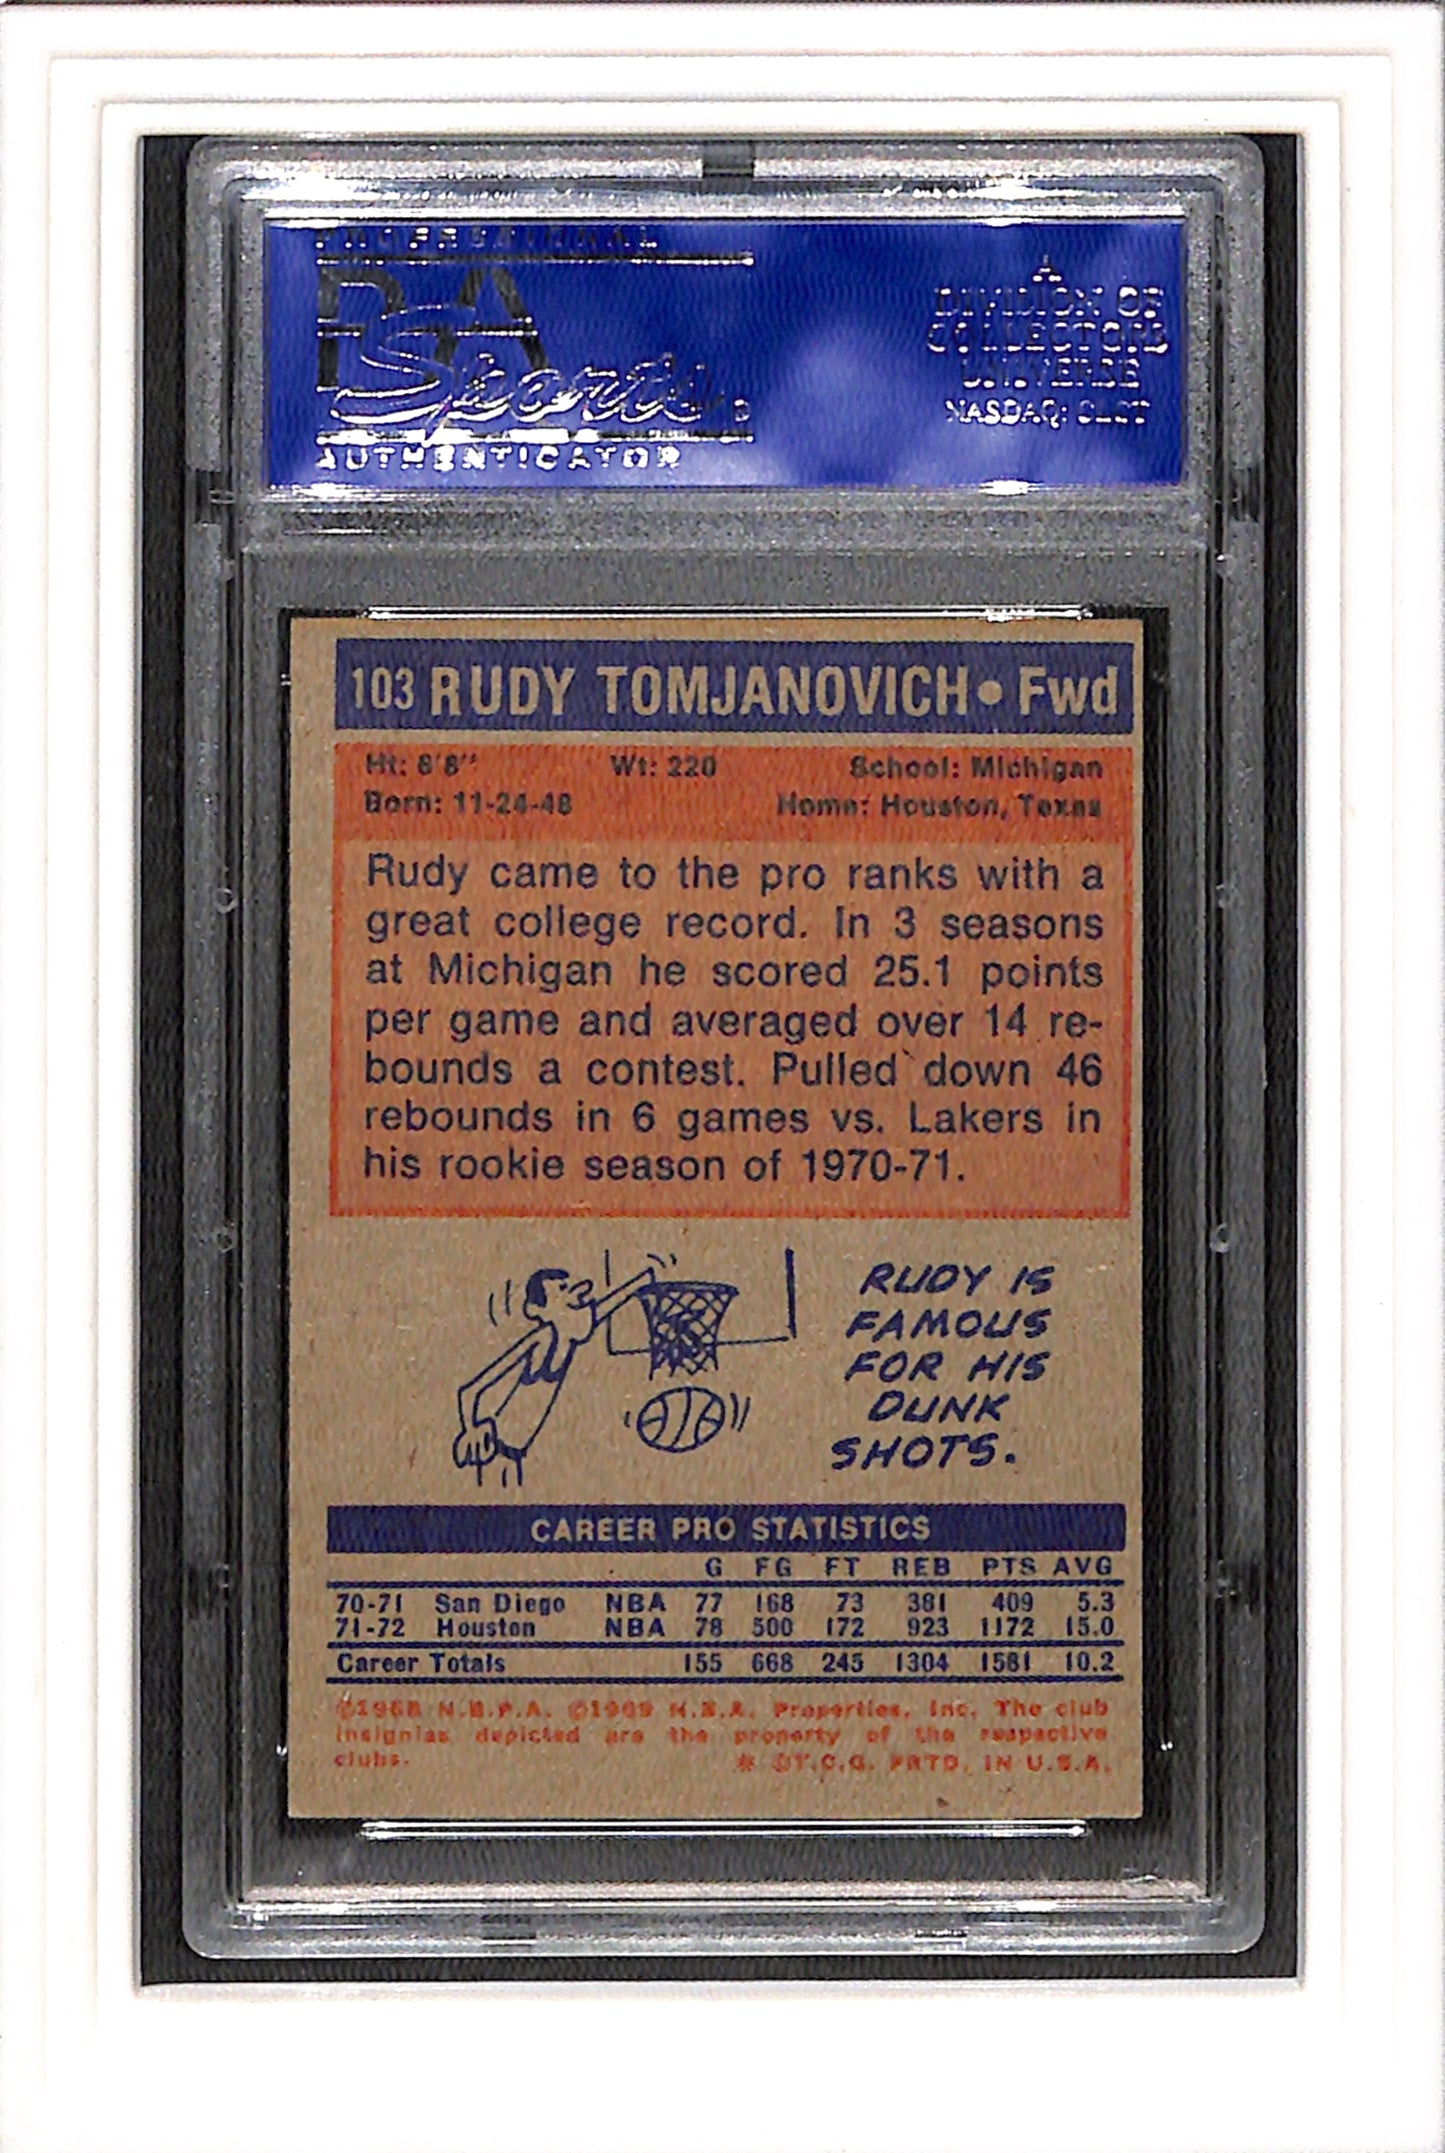 PROFESSIONAL
PSA
Sports
AUTHENTICATOR
A
DIVISION OF
COLLECTORS
UNIVERSE
NASDAQ: CLCT
103 RUDY TOMJANOVICH • Fwd
Ht: 6'8" Wt: 220 School: Michigan
Born: 11-24-48 Home: Houston, Texas
Rudy came to the pro ranks with a
great college record. In 3 seasons
at Michigan he scored 25.1 points
per game and averaged over 14 re-
bounds a contest. Pulled down 46
rebounds in 6 games vs. Lakers in
his rookie season of 1970-71.
RUDY IS
FAMOUS
FOR HIS
DUNK
SHOTS.
CAREER PRO STATISTICS
G FG FT REB PTS AVG
70-71 San Diego NBA 77 168 73 381 409 5.3
71-72 Houston NBA 78 500 172 923 1172 15.0
Career Totals 155 668 245 1304 1581 10.2
©1968 N.B.P.A. ©1969 N.B.A. Properties, Inc. The club
insignias depicted are the property of the respective
clubs. * ©T.C.G. PRTD. IN U.S.A.